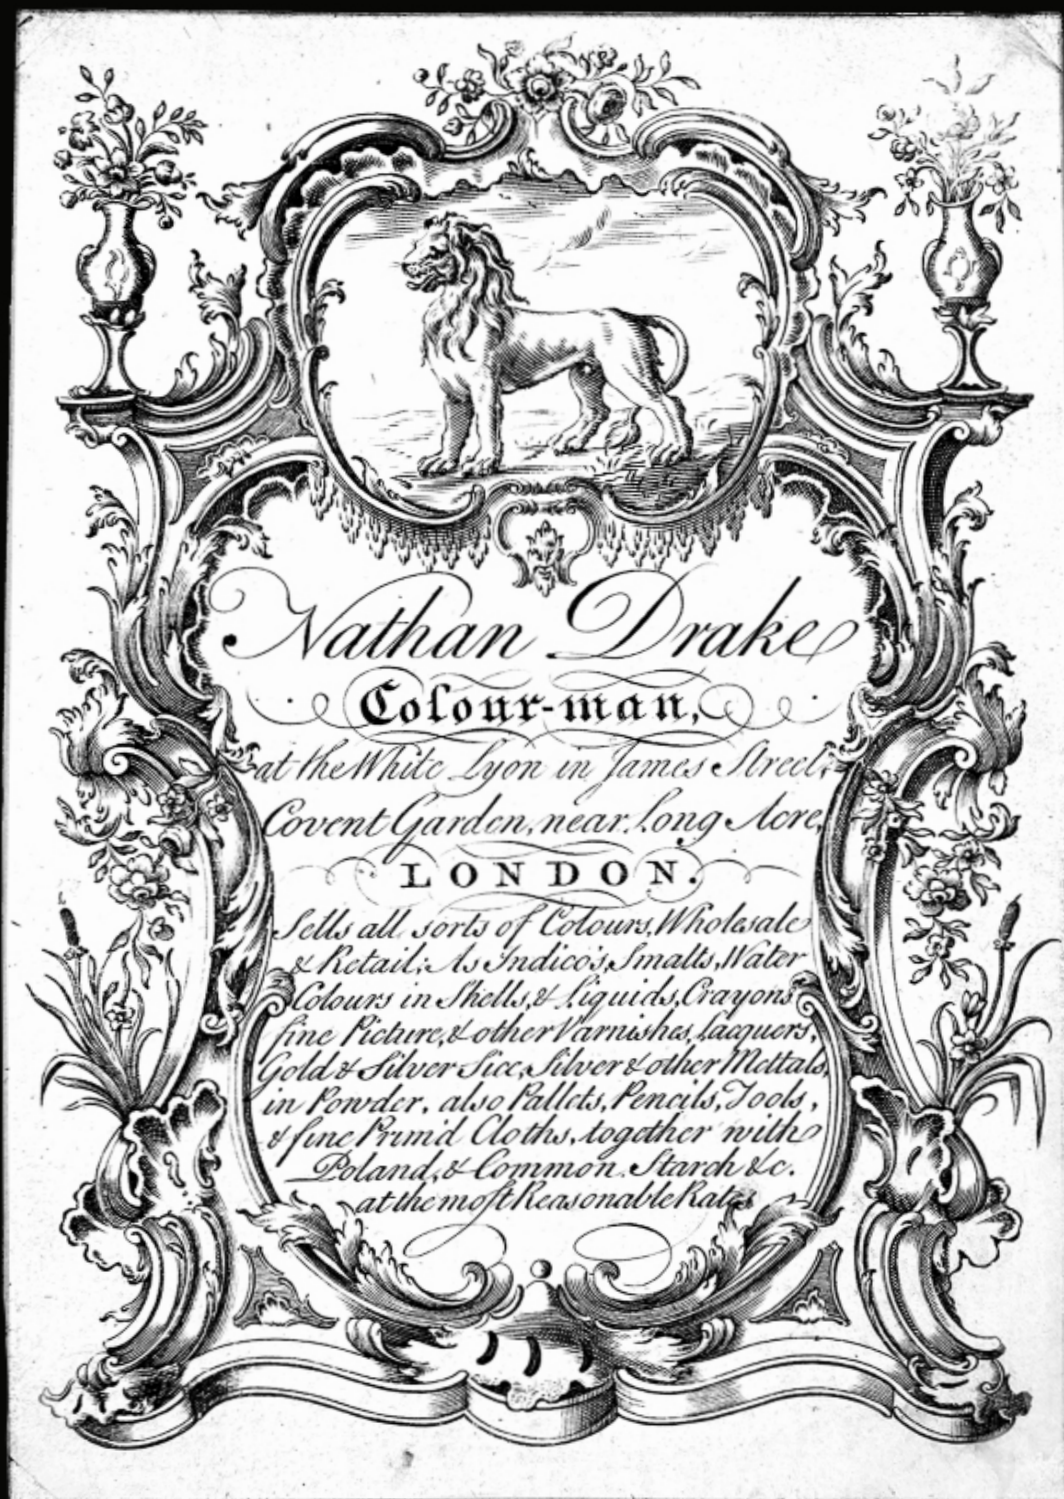 Nathan Drake
Colour-man,
at the White Lyon in James Street,
Covent Garden, near Long Acre,
LONDON.
Sells all sorts of Colours, Wholesale
& Retail; As Indico's, Smalts, Water
Colours in Shells, & Liquids, Crayons
fine Picture, & other Varnishes, Lacquers,
Gold & Silver Sice, Silver & other Mettals,
in Powder, also Pallets, Pencils, Tools,
& fine Prim'd Cloths, together with
Poland, & Common Starch &c.
at the most Reasonable Rates